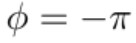 ϕ = −π